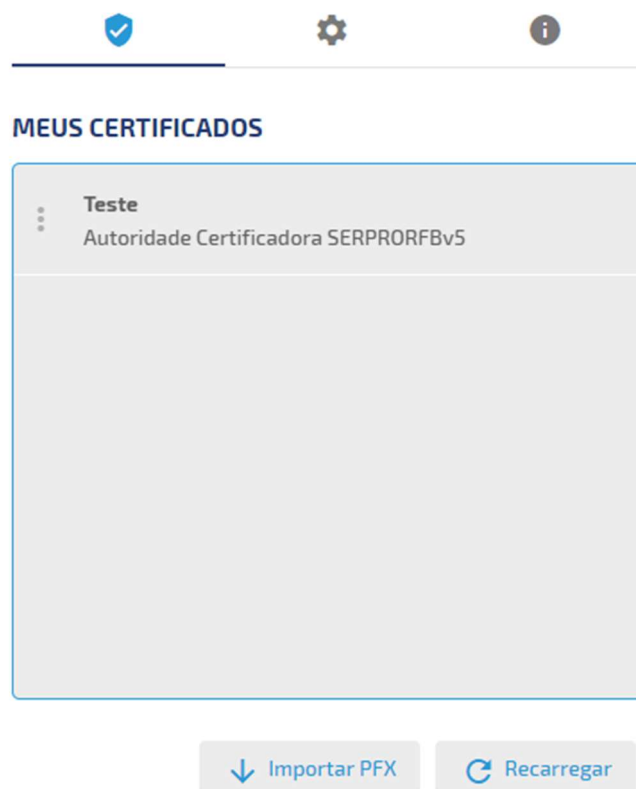 MEUS CERTIFICADOS
Teste
Autoridade Certificadora SERPRORFBv5
Importar PFX
Recarregar